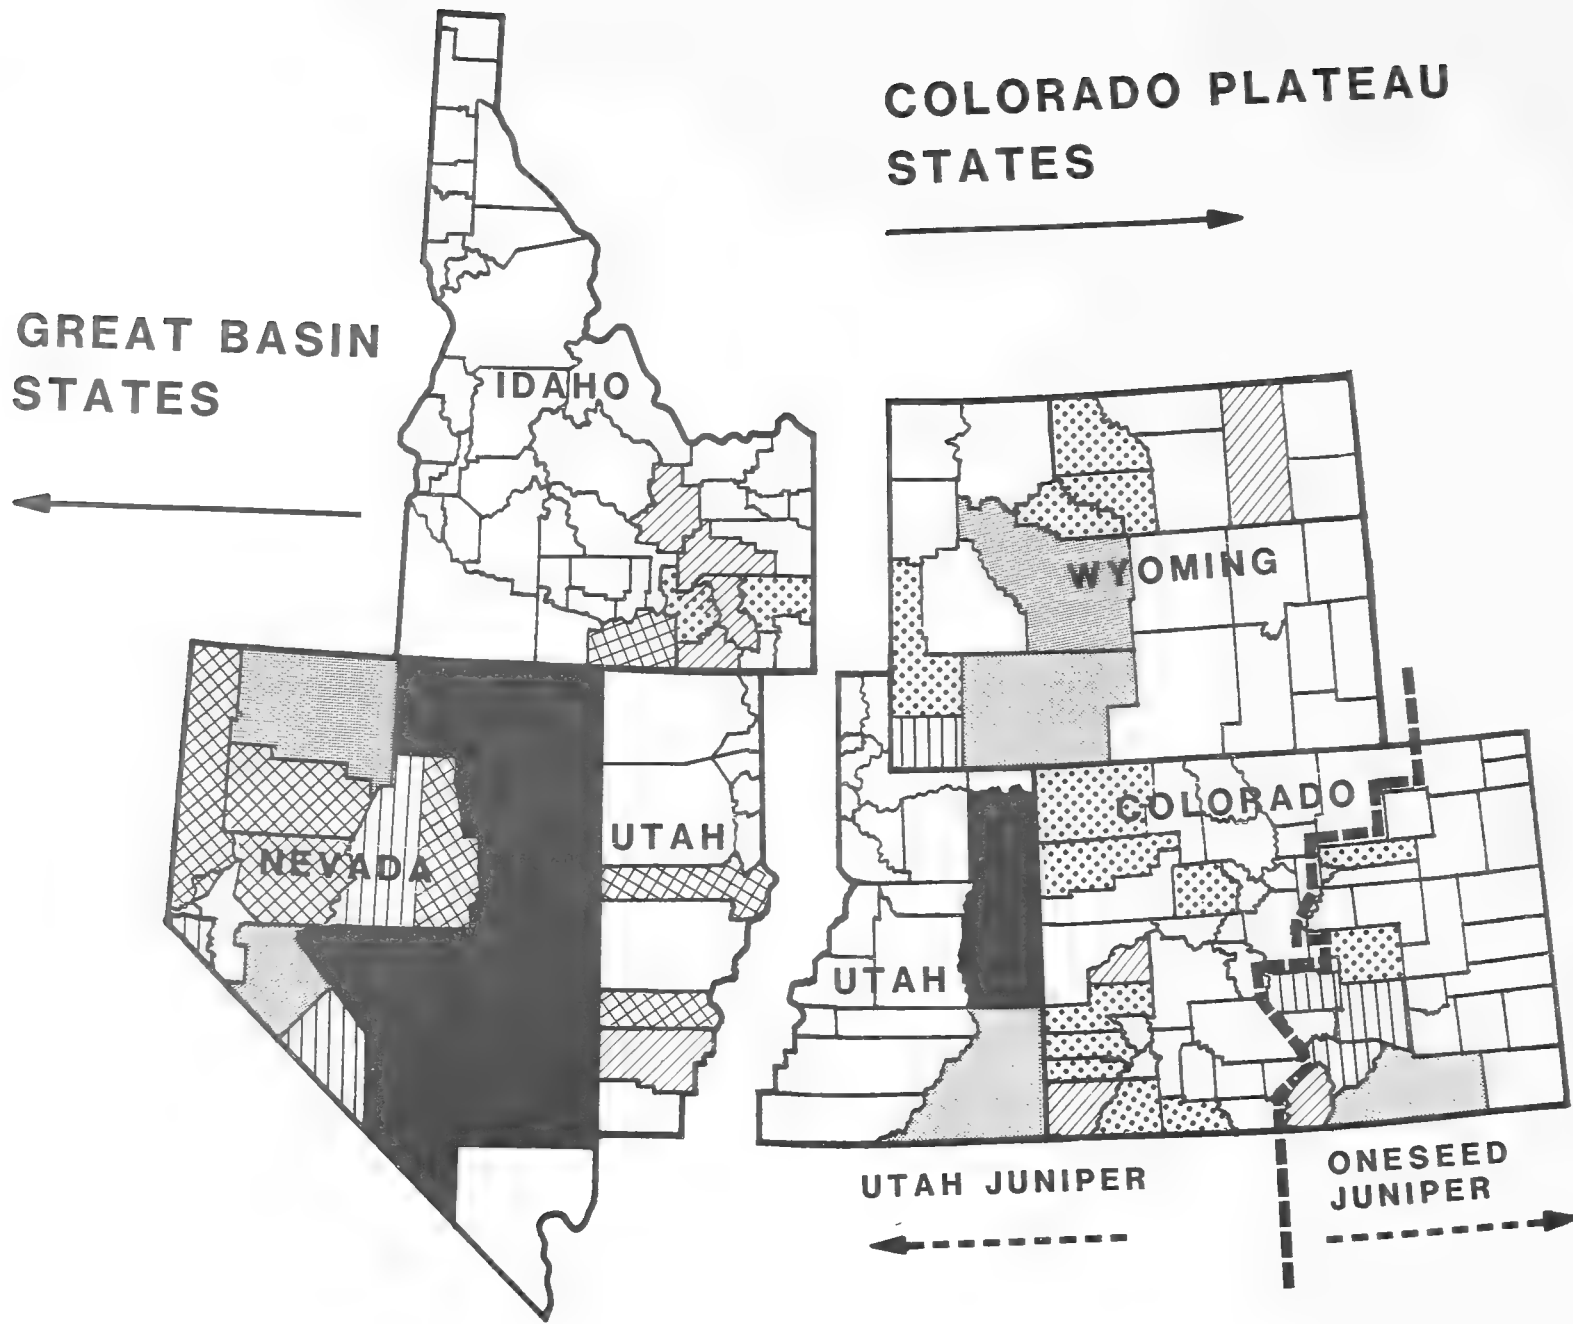 COLORADO PLATEAU
STATES
GREAT BASIN
STATES
IDAHO
WYOMING
COLORADO
UTAH
NEVADA
UTAH
UTAH JUNIPER
ONESEED
JUNIPER